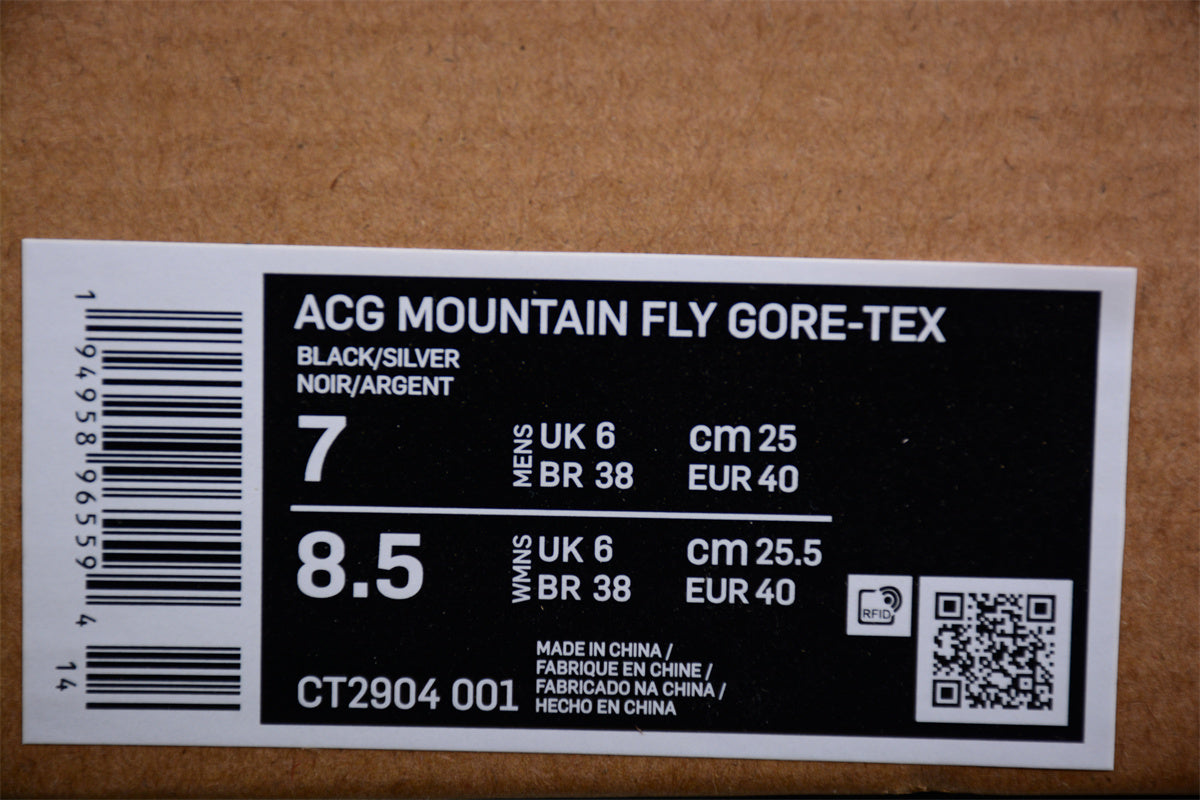 1 94958 96559 4
14
ACG MOUNTAIN FLY GORE-TEX
BLACK/SILVER
NOIR/ARGENT
7
MENS
UK 6 cm 25
BR 38 EUR 40
8.5
WMNS
UK 6 cm 25.5
BR 38 EUR 40
RFID
CT2904 001
MADE IN CHINA /
FABRIQUE EN CHINE /
FABRICADO NA CHINA /
HECHO EN CHINA